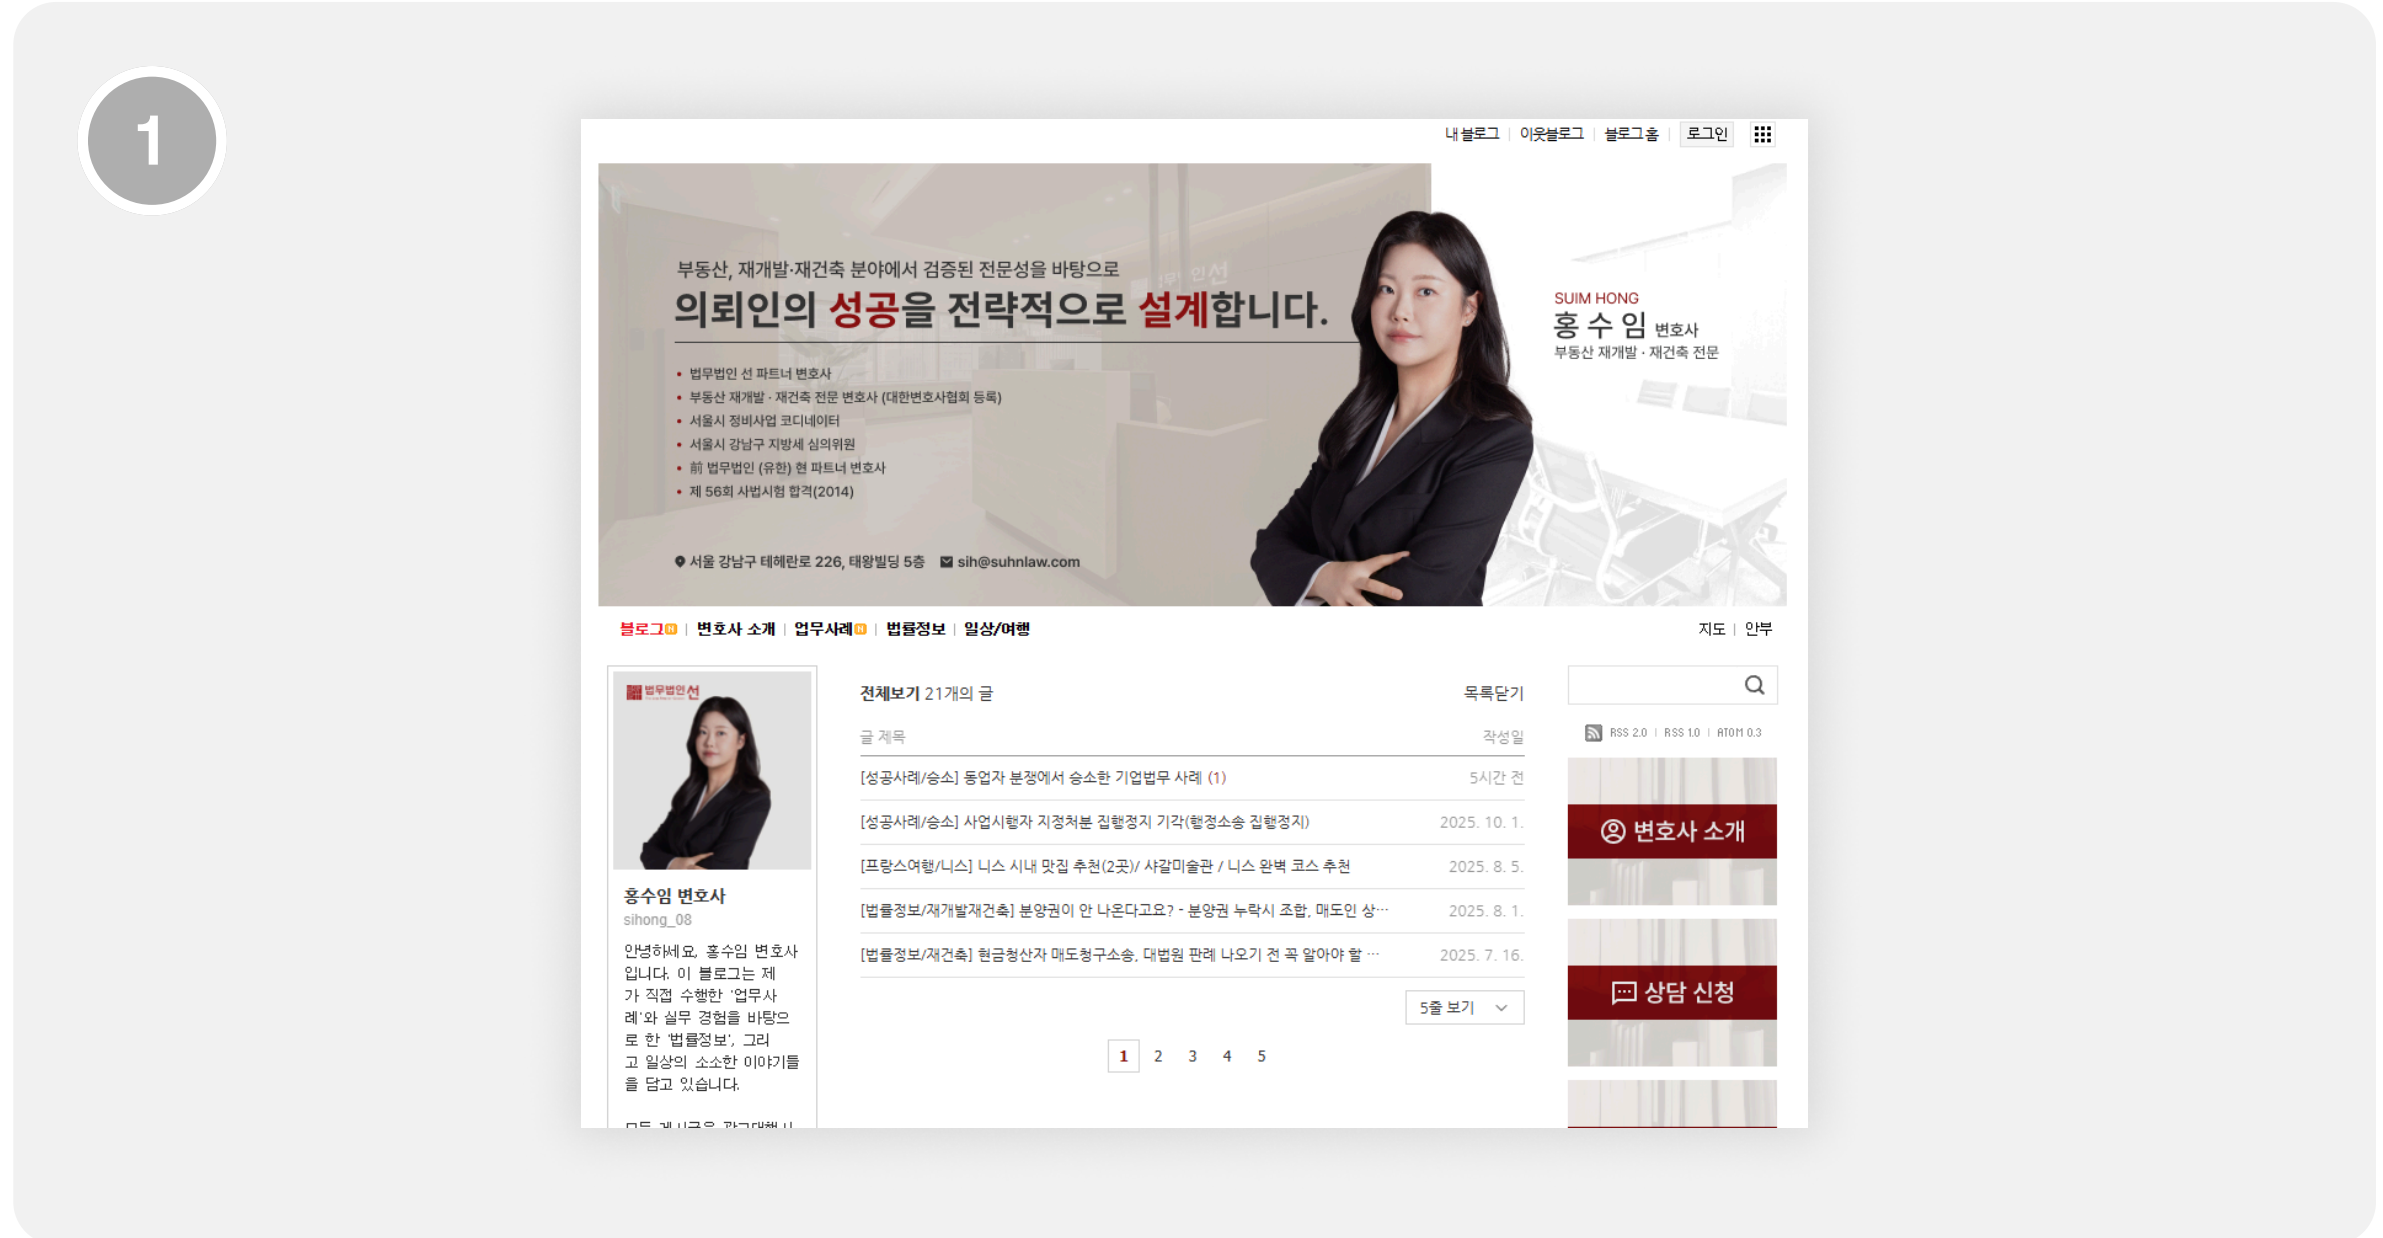 1
내 블로그 | 이웃블로그 | 블로그 홈 | 로그인
부동산, 재개발·재건축 분야에서 검증된 전문성을 바탕으로
의뢰인의 성공을 전략적으로 설계합니다.
• 법무법인 선 파트너 변호사
• 부동산 재개발 · 재건축 전문 변호사 (대한변호사협회 등록)
• 서울시 정비사업 코디네이터
• 서울시 강남구 지방세 심의위원
• 前 법무법인 (유한) 현 파트너 변호사
• 제 56회 사법시험 합격(2014)
서울 강남구 테헤란로 226, 태왕빌딩 5층 sih@suhnlaw.com
SUIM HONG
홍수임 변호사
부동산 재개발 · 재건축 전문
블로그 N | 변호사 소개 | 업무사례 N | 법률정보 | 일상/여행
지도 | 안부
법무법인 선
홍수임 변호사
sihong_08
안녕하세요, 홍수임 변호사
입니다. 이 블로그는 제
가 직접 수행한 '업무사
례'와 실무 경험을 바탕으
로 한 '법률정보', 그리
고 일상의 소소한 이야기들
을 담고 있습니다.
전체보기 21개의 글 목록닫기
글 제목 작성일
[성공사례/승소] 동업자 분쟁에서 승소한 기업법무 사례 (1) 5시간 전
[성공사례/승소] 사업시행자 지정처분 집행정지 기각(행정소송 집행정지) 2025. 10. 1.
[프랑스여행/니스] 니스 시내 맛집 추천(2곳)/ 샤갈미술관 / 니스 완벽 코스 추천 2025. 8. 5.
[법률정보/재개발재건축] 분양권이 안 나온다고요? - 분양권 누락시 조합, 매도인 상… 2025. 8. 1.
[법률정보/재건축] 현금청산자 매도청구소송, 대법원 판례 나오기 전 꼭 알아야 할 … 2025. 7. 16.
5줄 보기
1 2 3 4 5
RSS 2.0 | RSS 1.0 | ATOM 0.3
변호사 소개
상담 신청